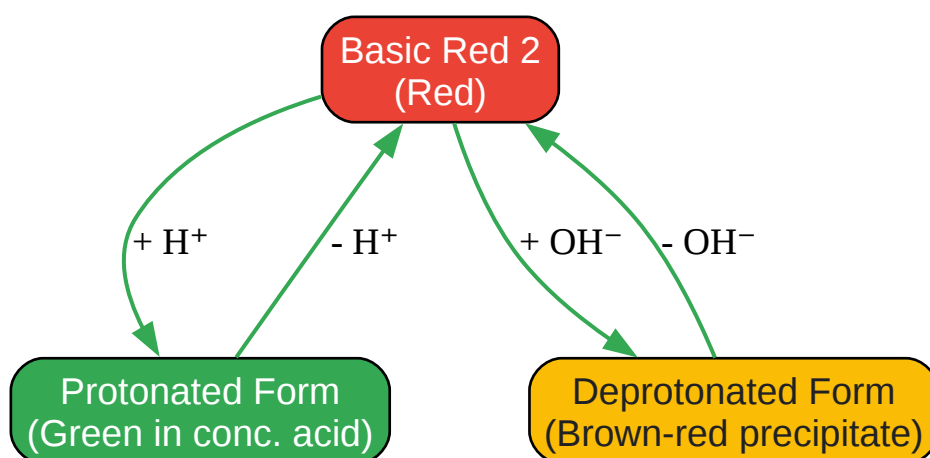 Basic Red 2
(Red)
+ H⁺
- H⁺
+ OH⁻
- OH⁻
Protonated Form
(Green in conc. acid)
Deprotonated Form
(Brown-red precipitate)